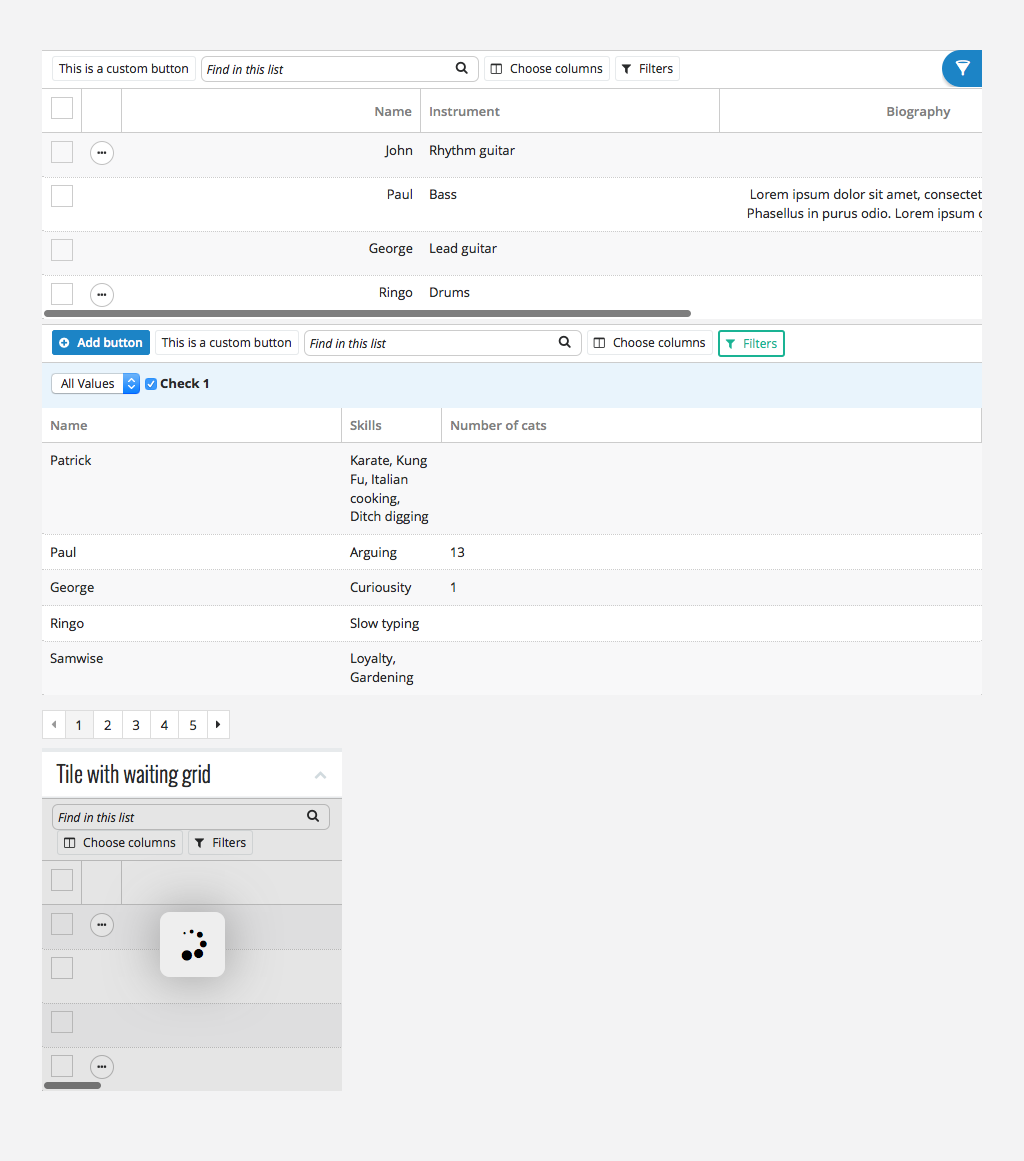 This is a custom button Find in this list Choose columns Filters
Name Instrument Biography
John Rhythm guitar
Paul Bass Lorem ipsum dolor sit amet, consectet
Phasellus in purus odio. Lorem ipsum
George Lead guitar
Ringo Drums
Add button This is a custom button Find in this list Choose columns Filters
All Values Check 1
Name Skills Number of cats
Patrick Karate, Kung
Fu, Italian
cooking,
Ditch digging
Paul Arguing 13
George Curiousity 1
Ringo Slow typing
Samwise Loyalty,
Gardening
1 2 3 4 5
Tile with waiting grid
Find in this list
Choose columns Filters